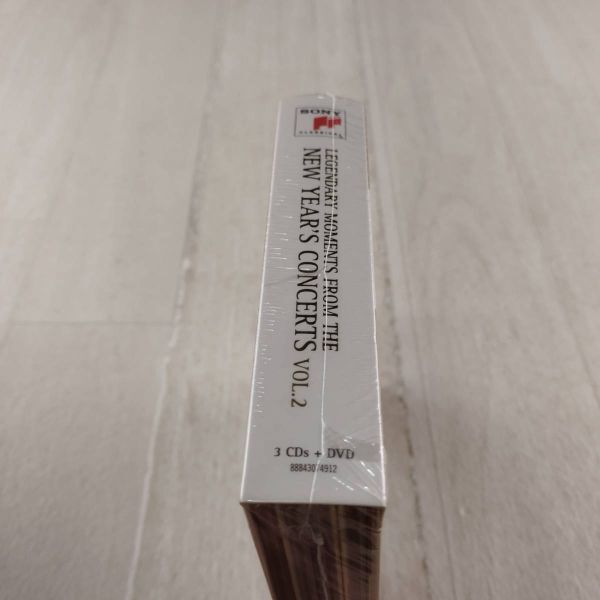 SONY
CLASSICAL
LEGENDARY MOMENTS FROM THE
NEW YEAR'S CONCERTS VOL.2
3 CDs + DVD
88843074912